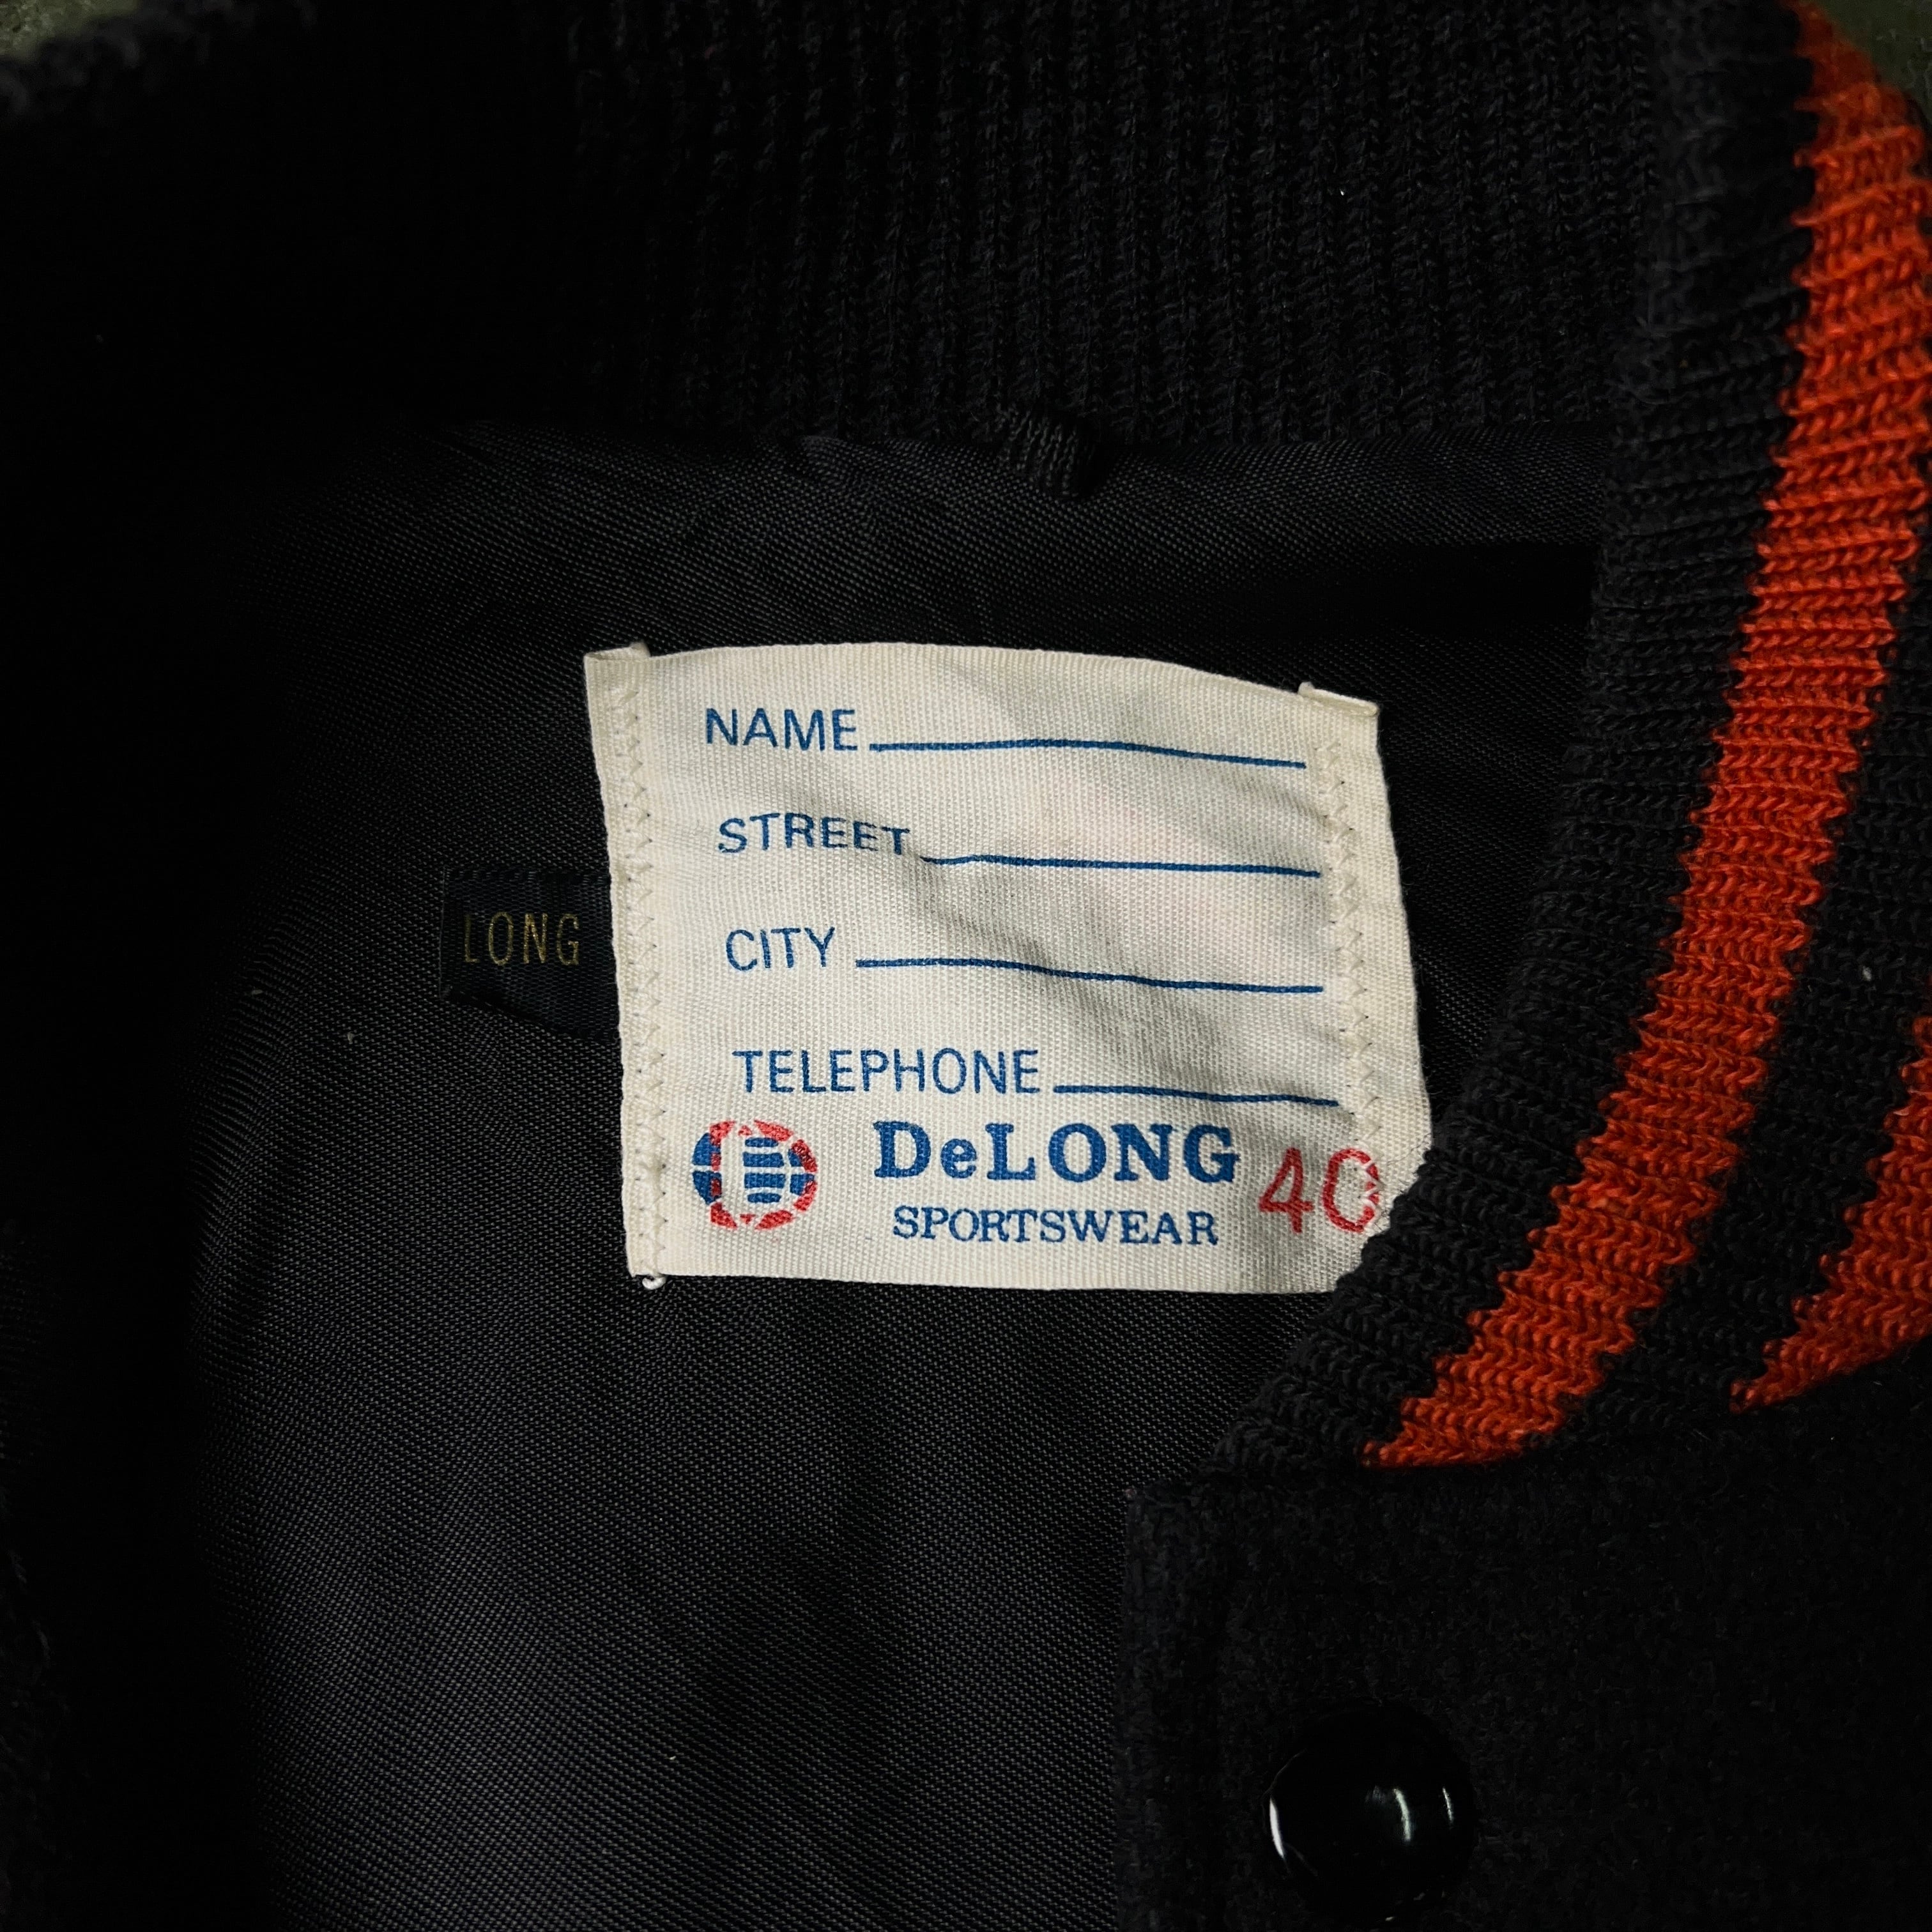 NAME
STREET
CITY
LONG
TELEPHONE
DeLONG 40
SPORTSWEAR